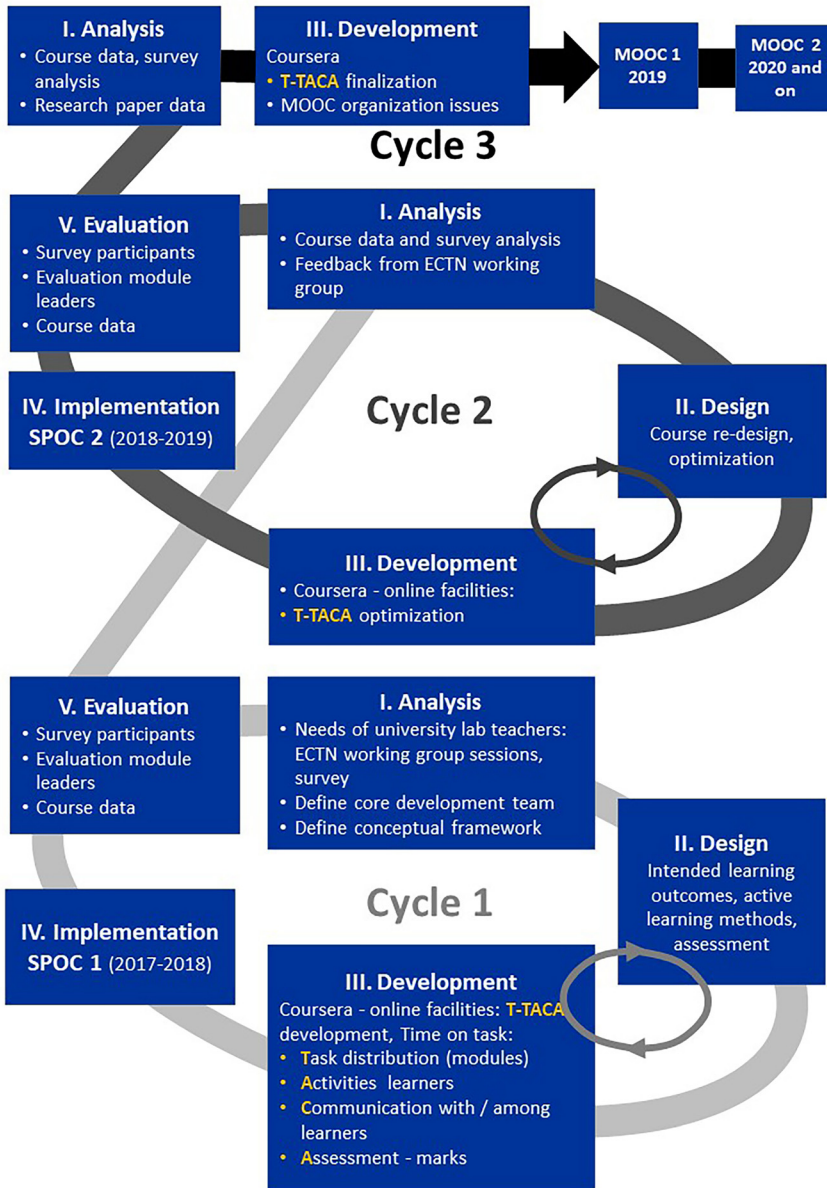 I. Analysis
• Course data, survey
analysis
• Research paper data
III. Development
Coursera
• T-TACA finalization
• MOOC organization issues
MOOC 1
2019
MOOC 2
2020 and
on
Cycle 3
V. Evaluation
• Survey participants
• Evaluation module
leaders
• Course data
I. Analysis
• Course data and survey analysis
• Feedback from ECTN working
group
IV. Implementation
SPOC 2 (2018-2019)
Cycle 2
II. Design
Course re-design,
optimization
III. Development
• Coursera - online facilities:
• T-TACA optimization
V. Evaluation
• Survey participants
• Evaluation module
leaders
• Course data
I. Analysis
• Needs of university lab teachers:
ECTN working group sessions,
survey
• Define core development team
• Define conceptual framework
II. Design
Intended learning
outcomes, active
learning methods,
assessment
Cycle 1
IV. Implementation
SPOC 1 (2017-2018)
III. Development
Coursera - online facilities: T-TACA
development, Time on task:
• Task distribution (modules)
• Activities learners
• Communication with / among
learners
• Assessment - marks